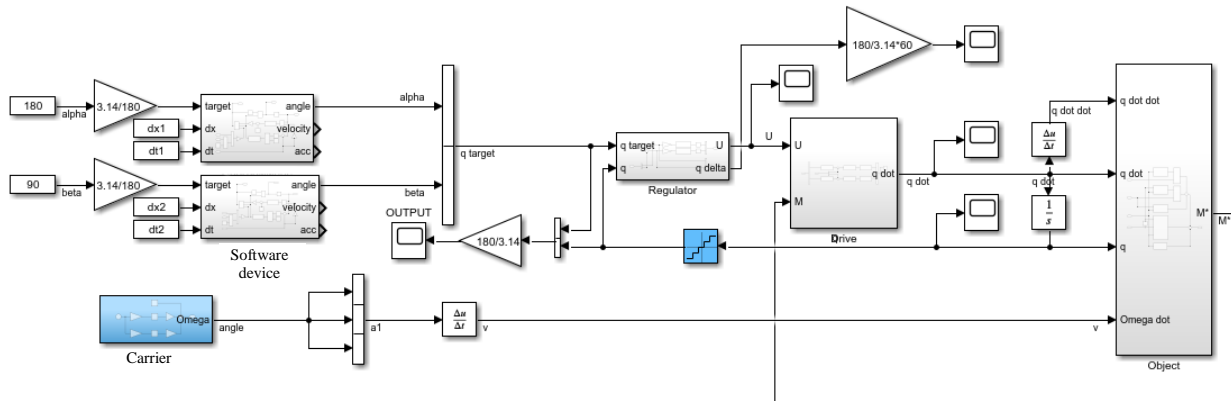 180/3.14*60
180
alpha
3.14/180
target
angle
dx1
dx
velocity
dt1
dt
acc
alpha
90
beta
3.14/180
target
angle
dx2
dx
velocity
dt2
dt
acc
beta
Software
device
q target
OUTPUT
180/3.14
q target
U
q
q delta
Regulator
U
U
q dot
M
Drive
q dot
q dot dot
Δu
Δt
q dot
1
s
q dot dot
q dot
q
Omega dot
M*
M*
Object
Omega
angle
Carrier
a1
Δu
Δt
v
v